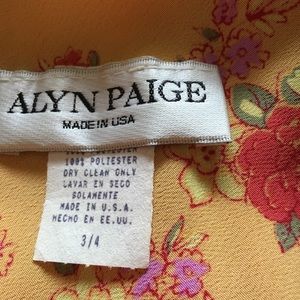 ALYN PAIGE
MADE IN USA
100% POLIESTER
DRY CLEAN ONLY
LAVAR EN SECO
SOLAMENTE
MADE IN U.S.A.
HECHO EN EE.UU.
3/4